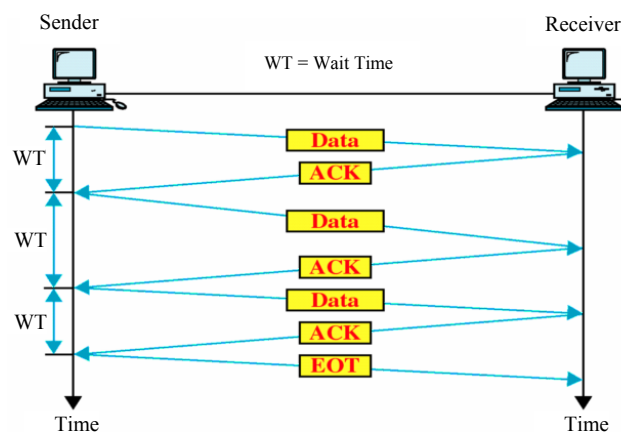 Sender
Receiver
WT = Wait Time
Data
WT
ACK
Data
WT
ACK
Data
WT
ACK
EOT
Time
Time